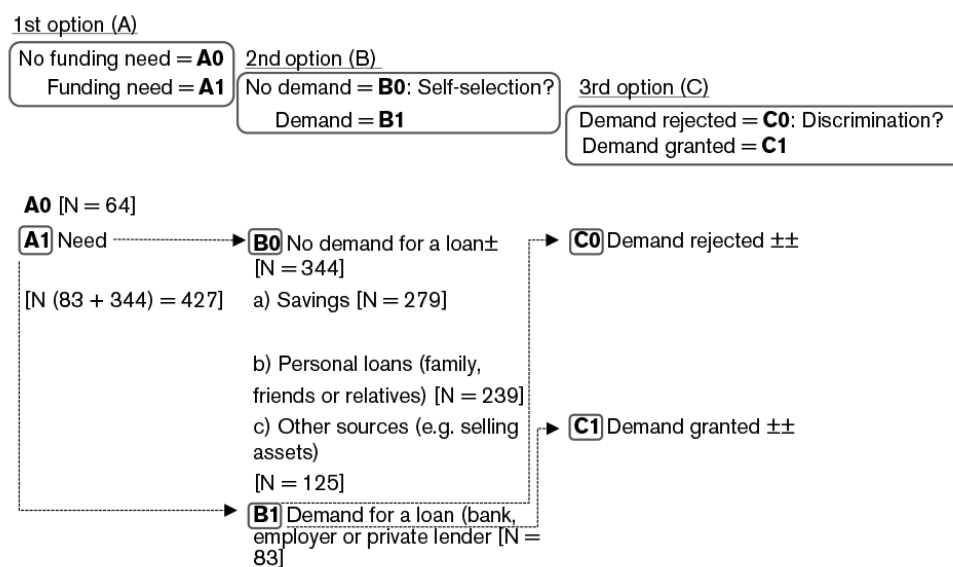 1st option (A)
No funding need = A0
Funding need = A1
2nd option (B)
No demand = B0: Self-selection?
Demand = B1
3rd option (C)
Demand rejected = C0: Discrimination?
Demand granted = C1
A0 [N = 64]
A1 Need
[N (83 + 344) = 427]
B0 No demand for a loan±
[N = 344]
a) Savings [N = 279]
b) Personal loans (family,
friends or relatives) [N = 239]
c) Other sources (e.g. selling
assets)
[N = 125]
B1 Demand for a loan (bank,
employer or private lender [N =
83]
C0 Demand rejected ±±
C1 Demand granted ±±